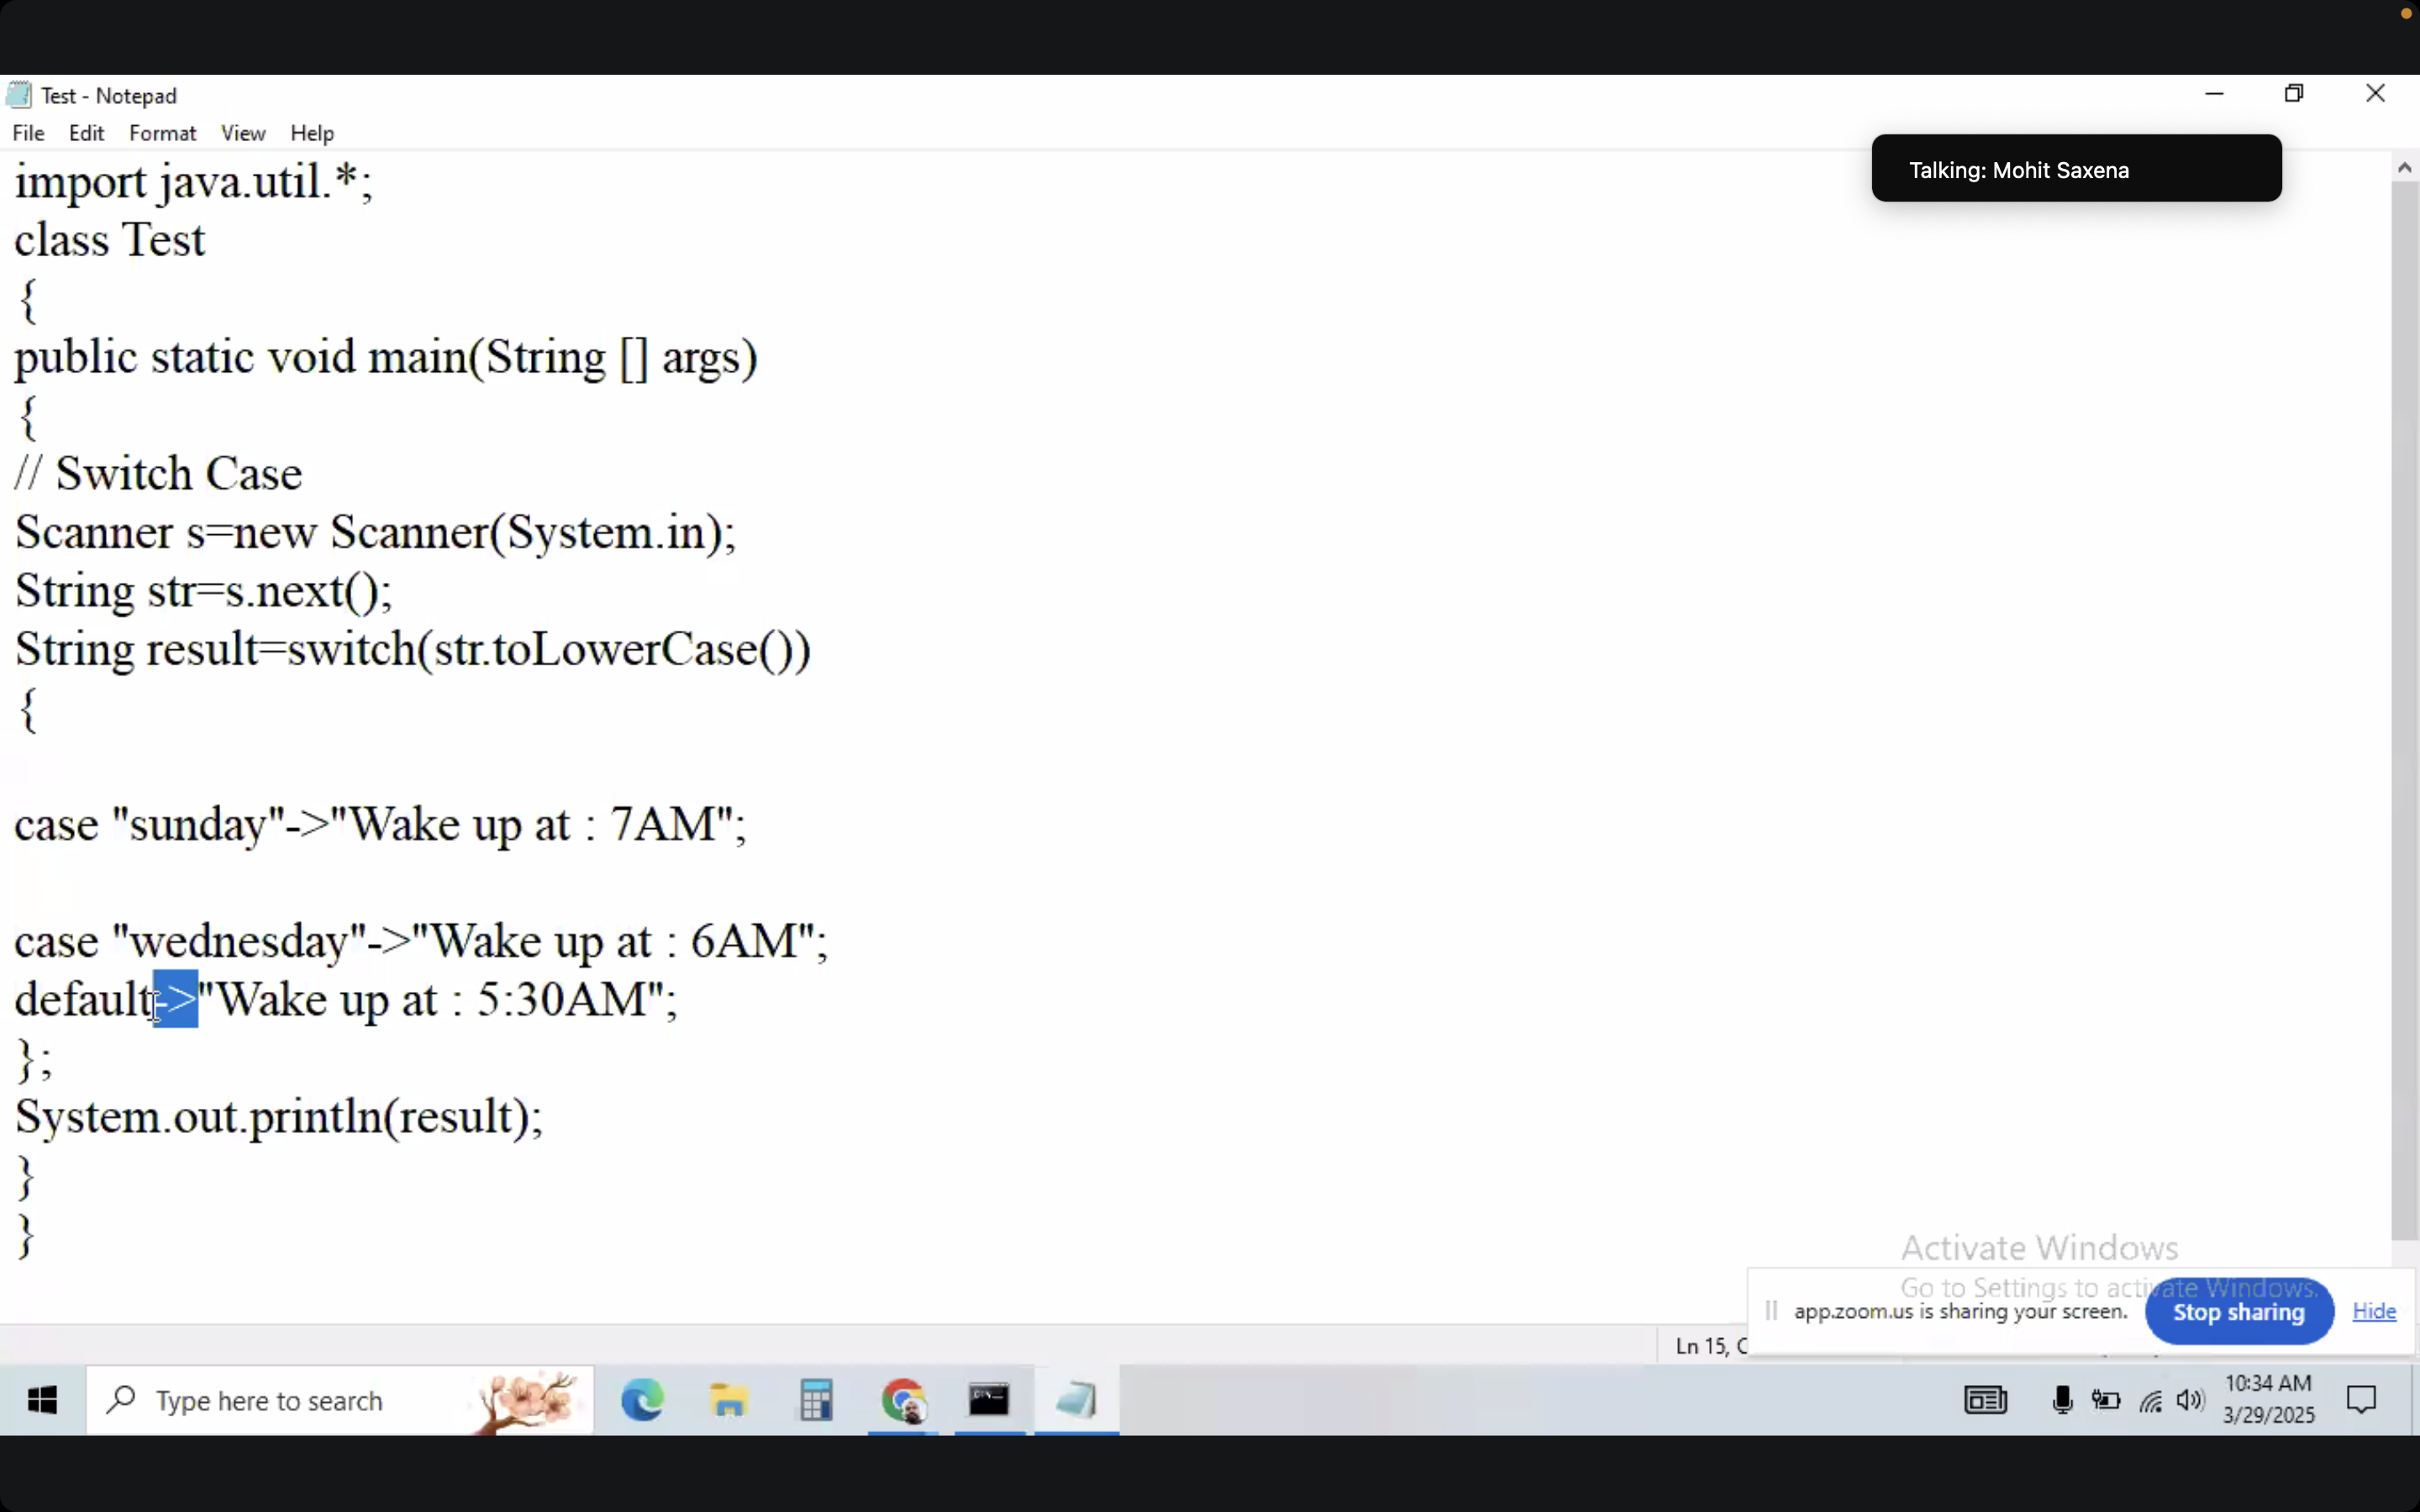 Test - Notepad
File Edit Format View Help
Talking: Mohit Saxena
import java.util.*;
class Test
{
public static void main(String [] args)
{
// Switch Case
Scanner s=new Scanner(System.in);
String str=s.next();
String result=switch(str.toLowerCase())
{
case "sunday"->"Wake up at : 7AM";
case "wednesday"->"Wake up at : 6AM";
default->"Wake up at : 5:30AM";
};
System.out.println(result);
}
}
Activate Windows
Go to Settings to activate Windows.
app.zoom.us is sharing your screen. Stop sharing Hide
Ln 15, C
Type here to search
10:34 AM
3/29/2025